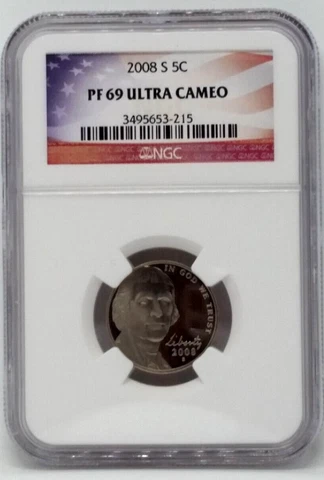 2008 S 5C
PF 69 ULTRA CAMEO
3495653-215
NGC
IN GOD WE TRUST
Liberty
2008
S